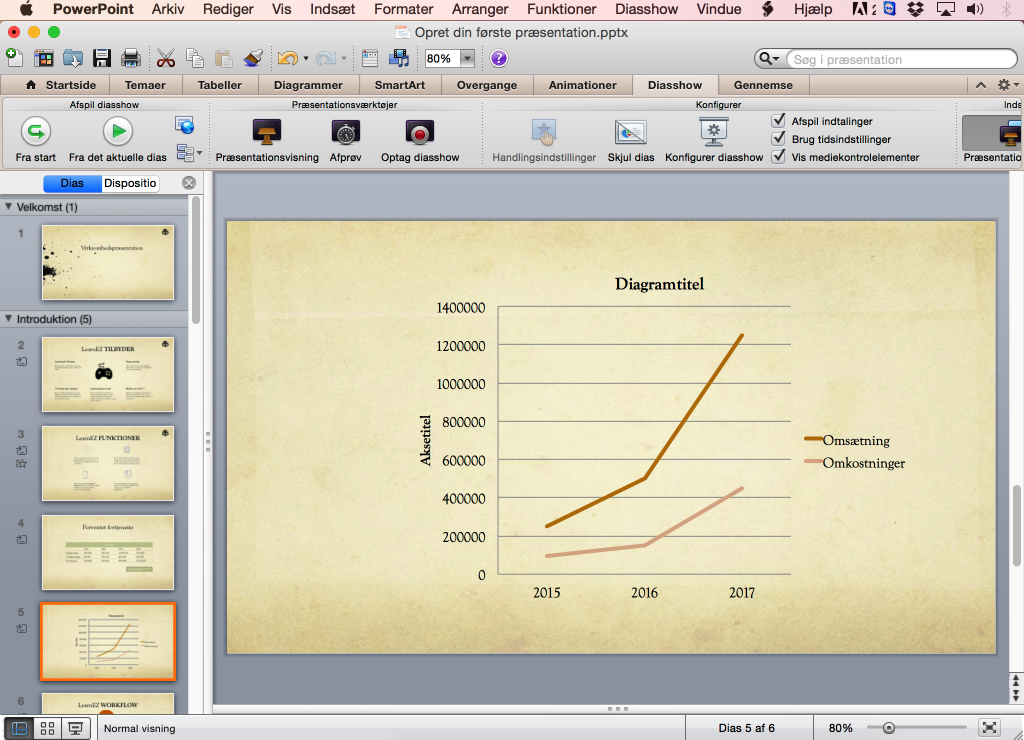 PowerPoint Arkiv Rediger Vis Indsæt Formater Arranger Funktioner Diasshow Vindue Hjælp 2
Opret din første præsentation.pptx
80% Søg i præsentation
Startside Temaer Tabeller Diagrammer SmartArt Overgange Animationer Diasshow Gennemse
Afspil diasshow Præsentationsværktøjer Konfigurer Inds
Fra start Fra det aktuelle dias Præsentationsvisning Afprøv Optag diasshow Handlingsindstillinger Skjul dias Konfigurer diasshow
Afspil indtalinger
Brug tidsindstillinger
Vis mediekontrolelementer
Præsentatio
Dias Dispositio
Velkomst (1)
1
Virksomhedspræsentation
Introduktion (5)
2
LearnEZ TILBYDER
3
LearnEZ FUNKTIONER
4
Forventet fortjeneste
5
6
LearnEZ WORKFLOW
Diagramtitel
Aksetitel
1400000
1200000
1000000
800000
600000
400000
200000
0
2015 2016 2017
Omsætning
Omkostninger
Normal visning Dias 5 af 6 80%